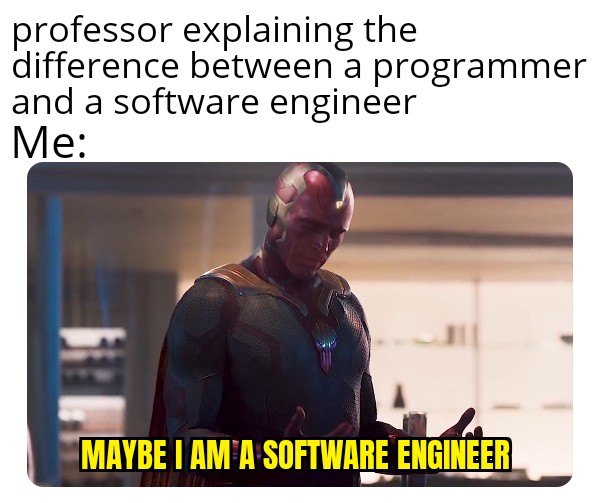 professor explaining the
difference between a programmer
and a software engineer
Me:
MAYBE I AM A SOFTWARE ENGINEER